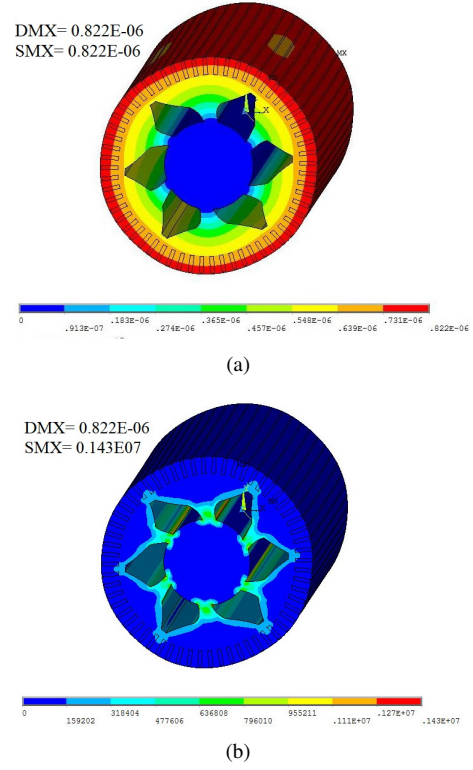 DMX= 0.822E-06
SMX= 0.822E-06
MX
X
0 .183E-06 .365E-06 .548E-06 .731E-06
.913E-07 .274E-06 .457E-06 .639E-06 .822E-06
(a)
DMX= 0.822E-06
SMX= 0.143E07
0 318404 636808 955211 .127E+07
159202 477606 796010 .111E+07 .143E+07
(b)